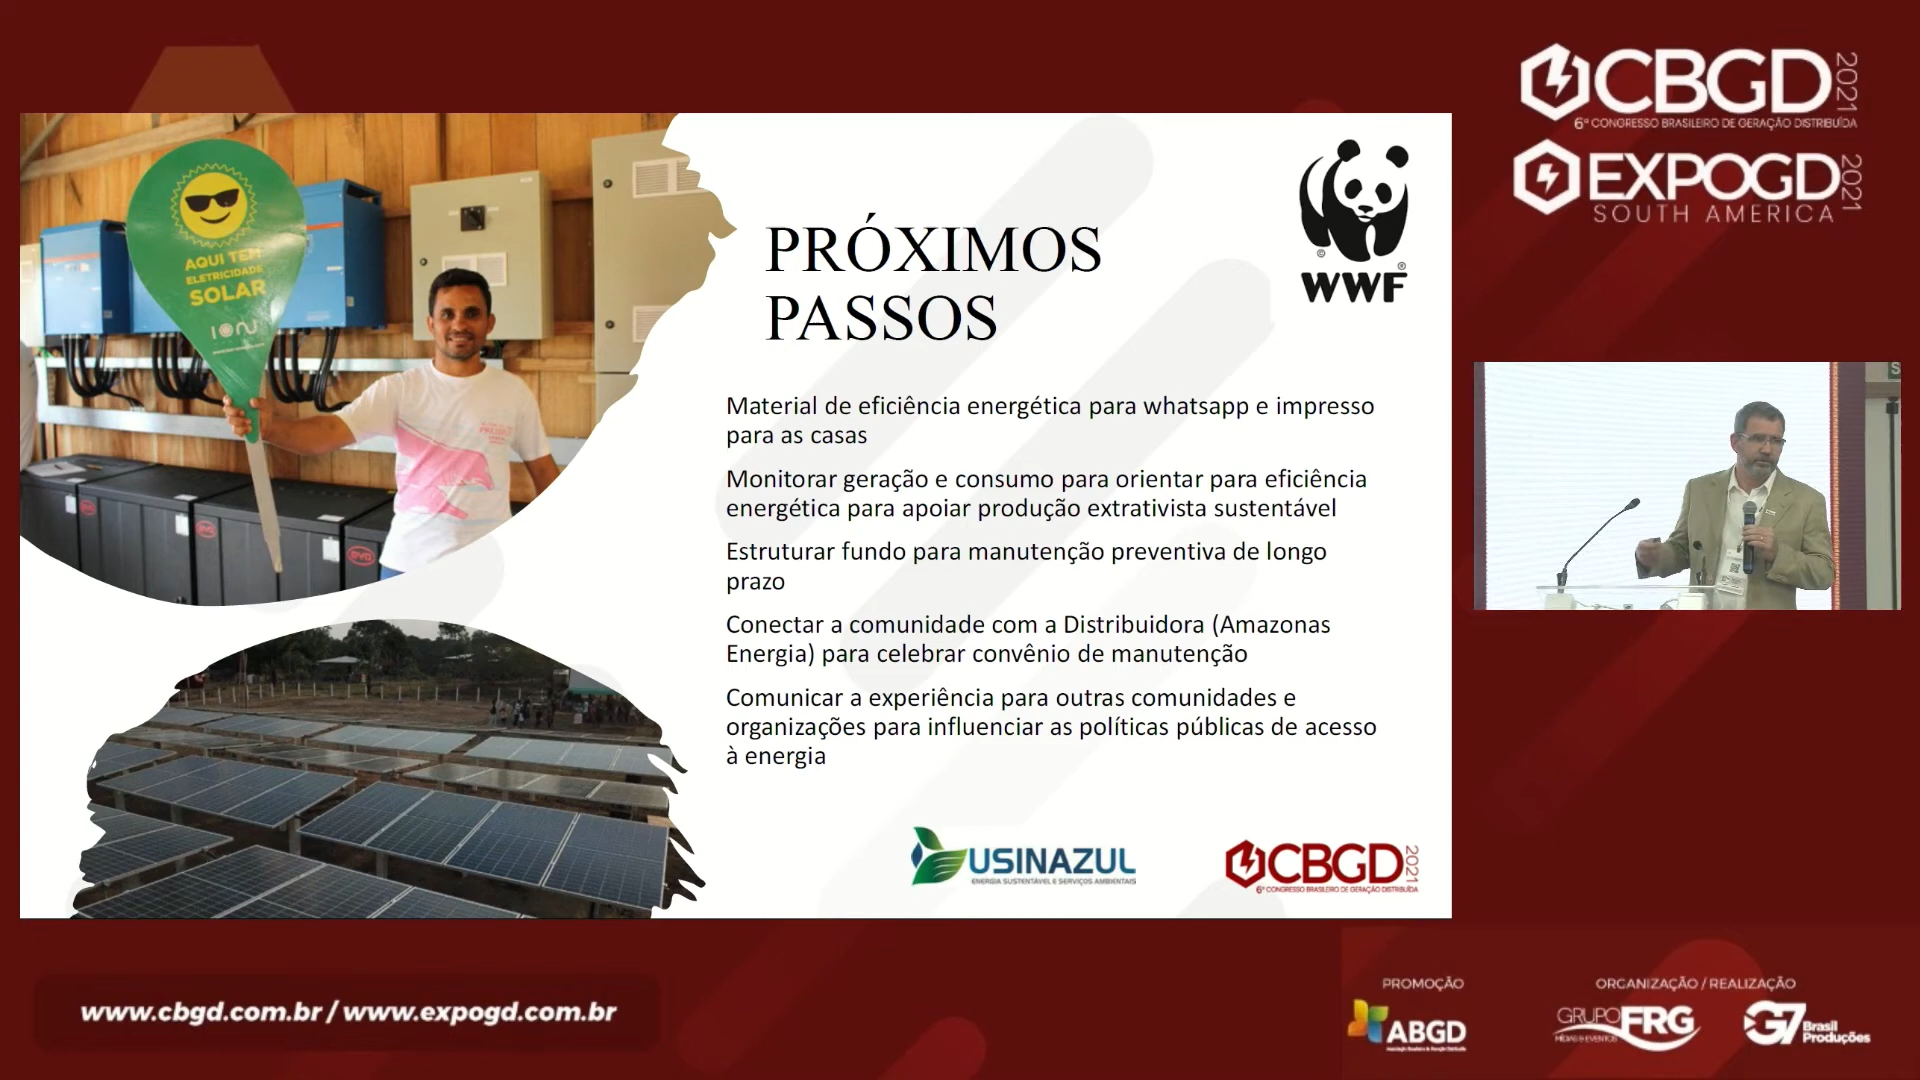 CBGD 2021
6º CONGRESSO BRASILEIRO DE GERAÇÃO DISTRIBUÍDA
EXPOGD 2021
SOUTH AMERICA
AQUI TEM
ELETRICIDADE
SOLAR
BYD
BYD
BYD
PRÓXIMOS
PASSOS
©
®
WWF
Material de eficiência energética para whatsapp e impresso
para as casas
Monitorar geração e consumo para orientar para eficiência
energética para apoiar produção extrativista sustentável
Estruturar fundo para manutenção preventiva de longo
prazo
Conectar a comunidade com a Distribuidora (Amazonas
Energia) para celebrar convênio de manutenção
Comunicar a experiência para outras comunidades e
organizações para influenciar as políticas públicas de acesso
à energia
USINAZUL
ENERGIA SUSTENTÁVEL E SERVIÇOS AMBIENTAIS
CBGD 2021
6º CONGRESSO BRASILEIRO DE GERAÇÃO DISTRIBUÍDA
S
www.cbgd.com.br / www.expogd.com.br
PROMOÇÃO
ABGD
ORGANIZAÇÃO / REALIZAÇÃO
GRUPO FRG
MÍDIAS & EVENTOS
G7 Brasil
Produções